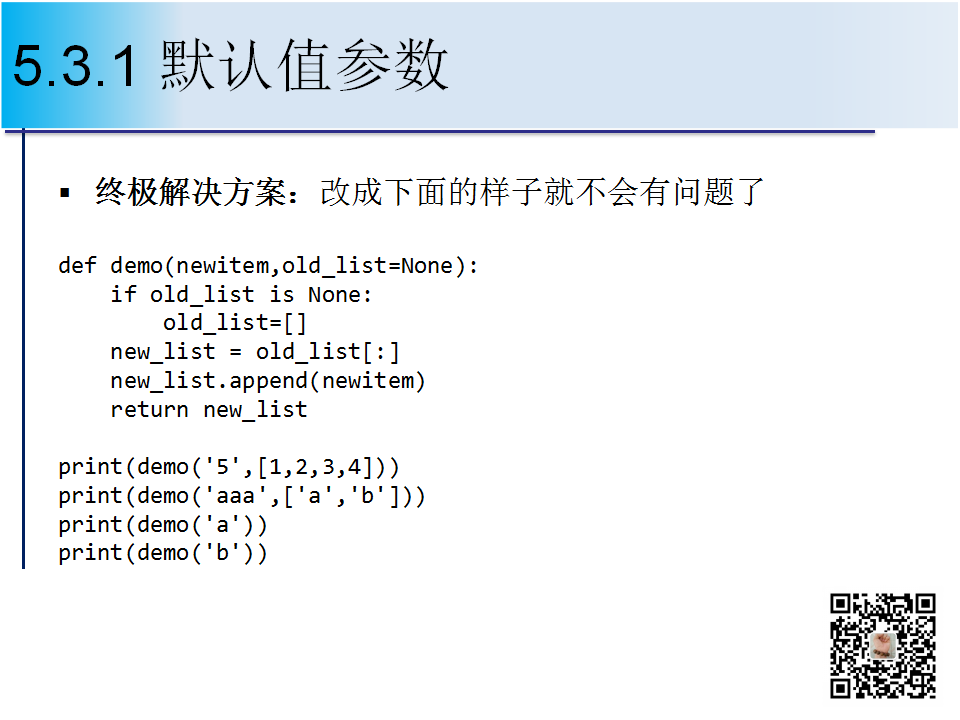 5.3.1 默认值参数
▪ 终极解决方案：改成下面的样子就不会有问题了
def demo(newitem,old_list=None):
    if old_list is None:
        old_list=[]
    new_list = old_list[:]
    new_list.append(newitem)
    return new_list
print(demo('5',[1,2,3,4]))
print(demo('aaa',['a','b']))
print(demo('a'))
print(demo('b'))